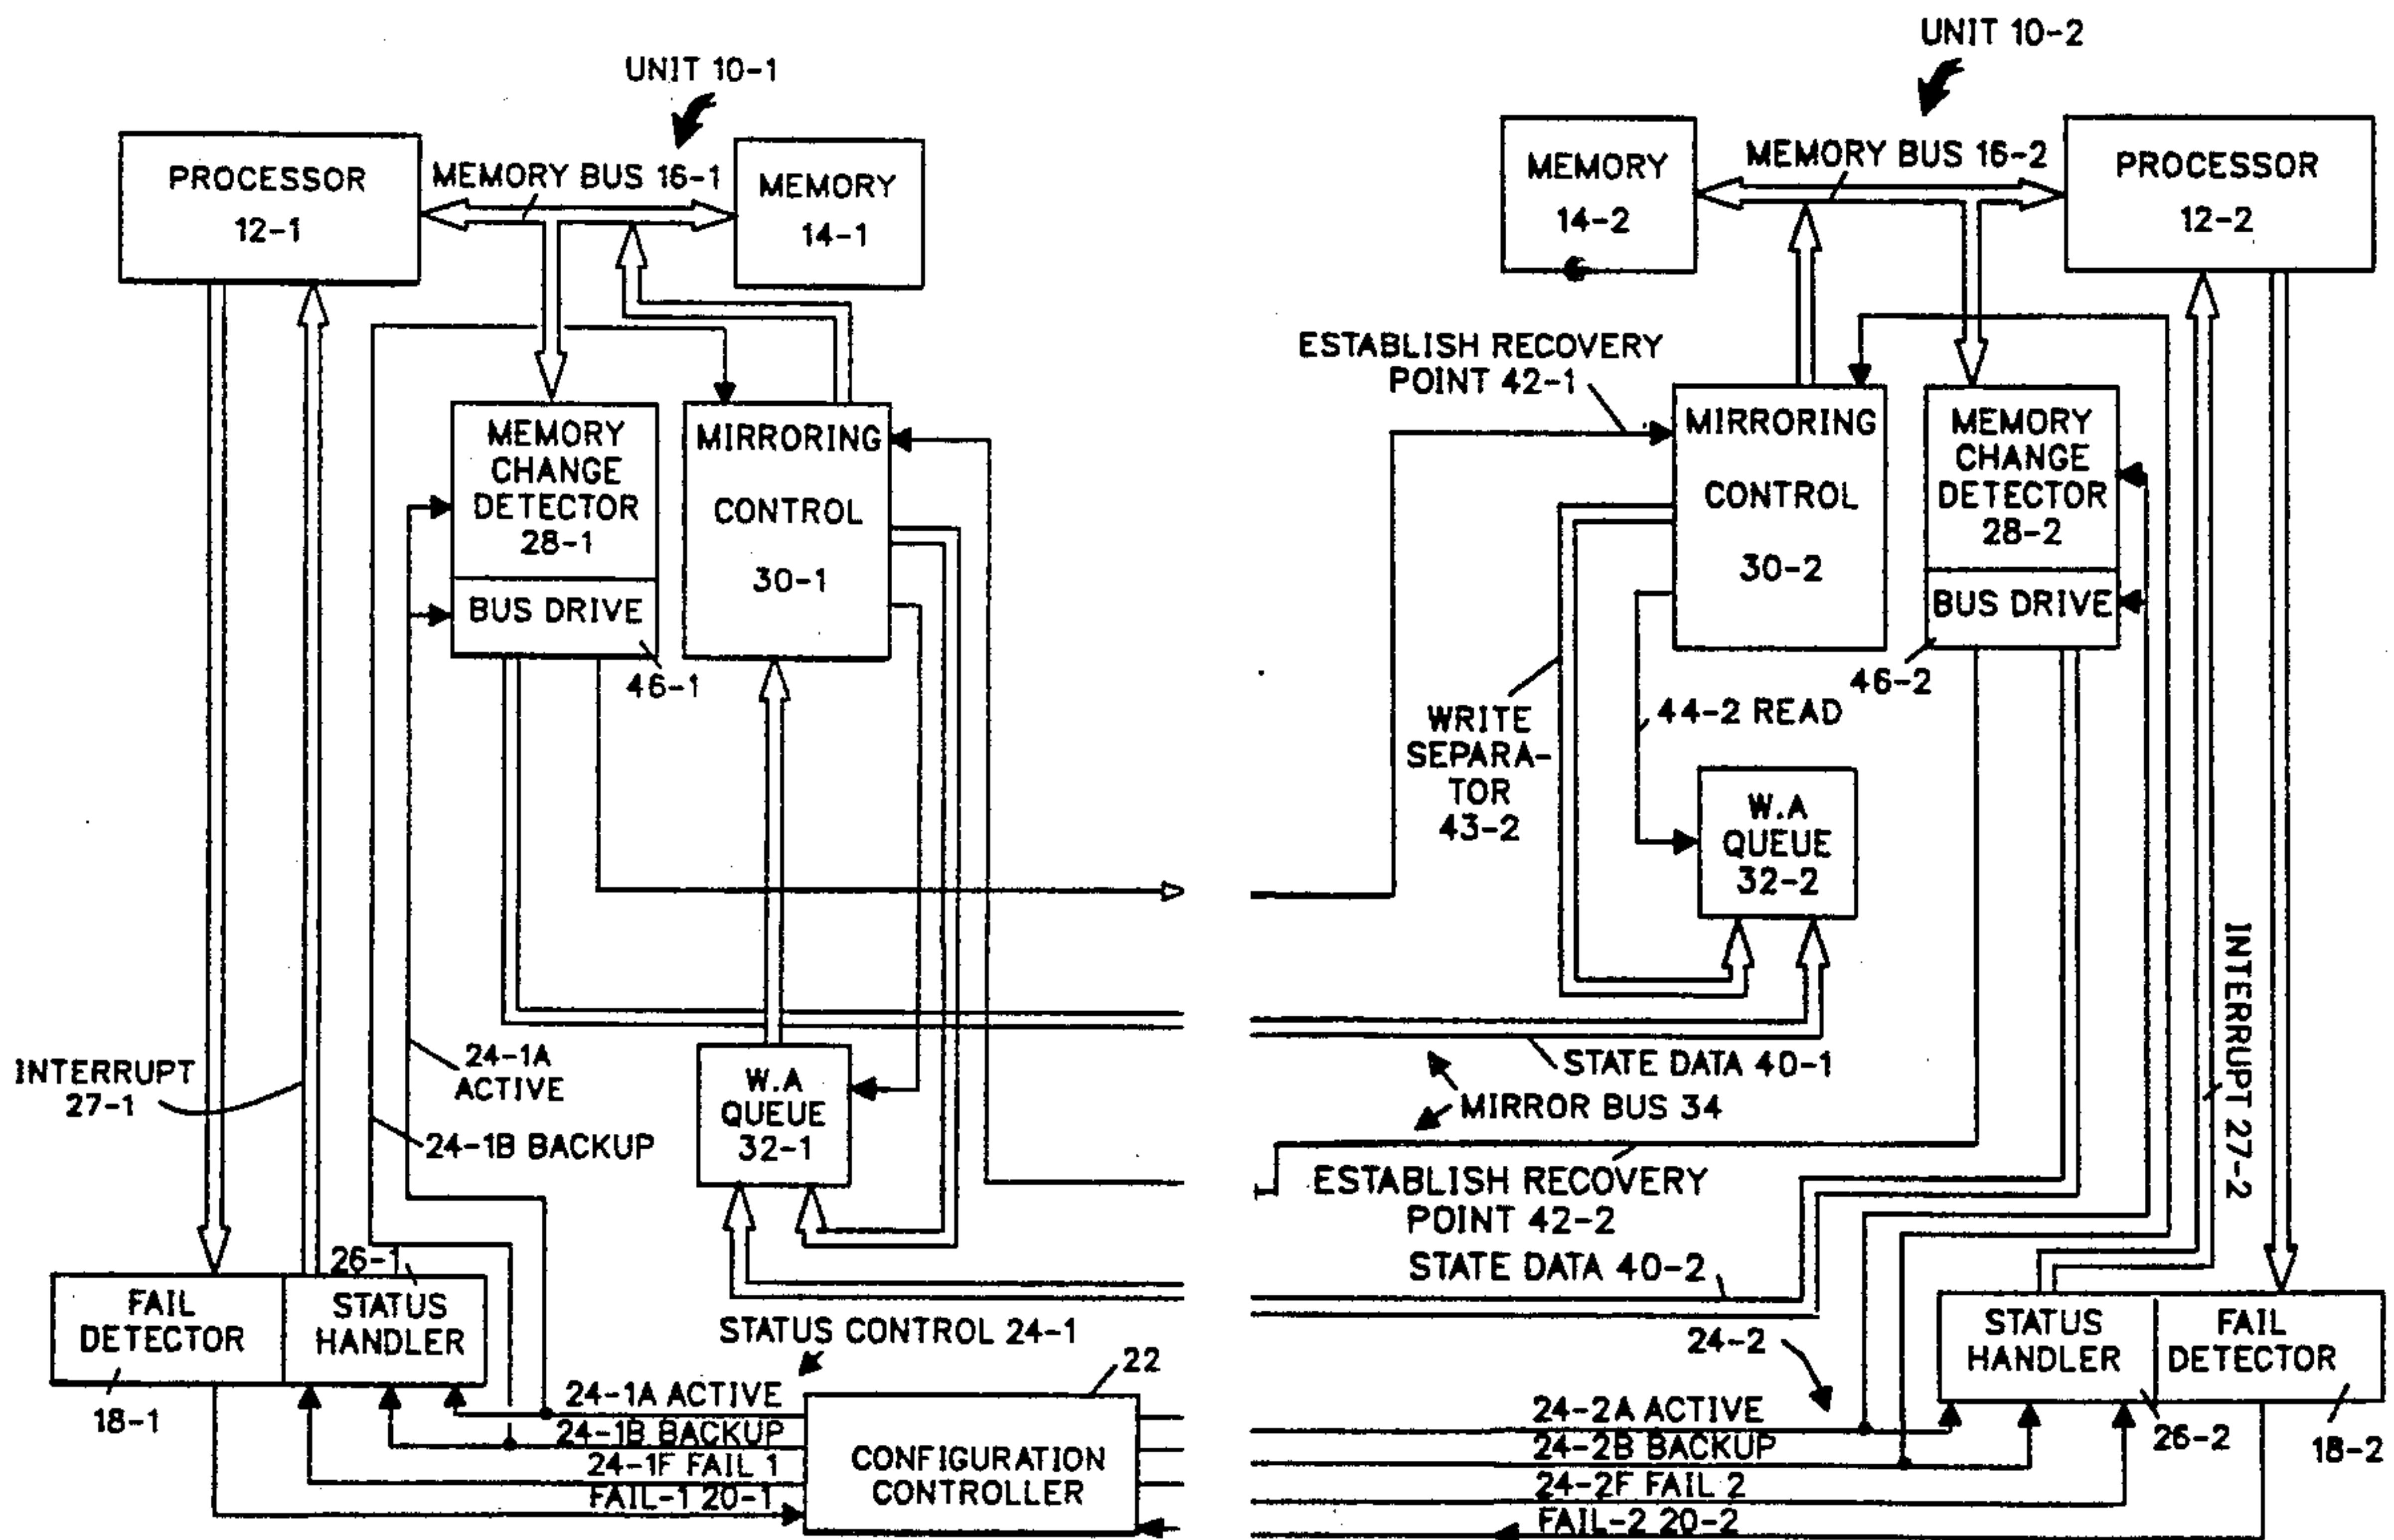 UNIT 10-1
PROCESSOR
12-1
MEMORY BUS 16-1
MEMORY
14-1
MEMORY
CHANGE
DETECTOR
28-1
BUS DRIVE
46-1
MIRRORING
CONTROL
30-1
INTERRUPT
27-1
24-1A
ACTIVE
24-1B BACKUP
W.A
QUEUE
32-1
26-1
FAIL
DETECTOR
STATUS
HANDLER
18-1
STATUS CONTROL 24-1
24-1A ACTIVE
24-1B BACKUP
24-1F FAIL 1
FAIL-1 20-1
22
CONFIGURATION
CONTROLLER
UNIT 10-2
MEMORY
14-2
MEMORY BUS 16-2
PROCESSOR
12-2
ESTABLISH RECOVERY
POINT 42-1
MIRRORING
CONTROL
30-2
MEMORY
CHANGE
DETECTOR
28-2
BUS DRIVE
46-2
WRITE
SEPARA-
TOR
43-2
44-2 READ
W.A
QUEUE
32-2
INTERRUPT 27-2
STATE DATA 40-1
MIRROR BUS 34
ESTABLISH RECOVERY
POINT 42-2
STATE DATA 40-2
24-2
STATUS
HANDLER
FAIL
DETECTOR
26-2
18-2
24-2A ACTIVE
24-2B BACKUP
24-2F FAIL 2
FAIL-2 20-2